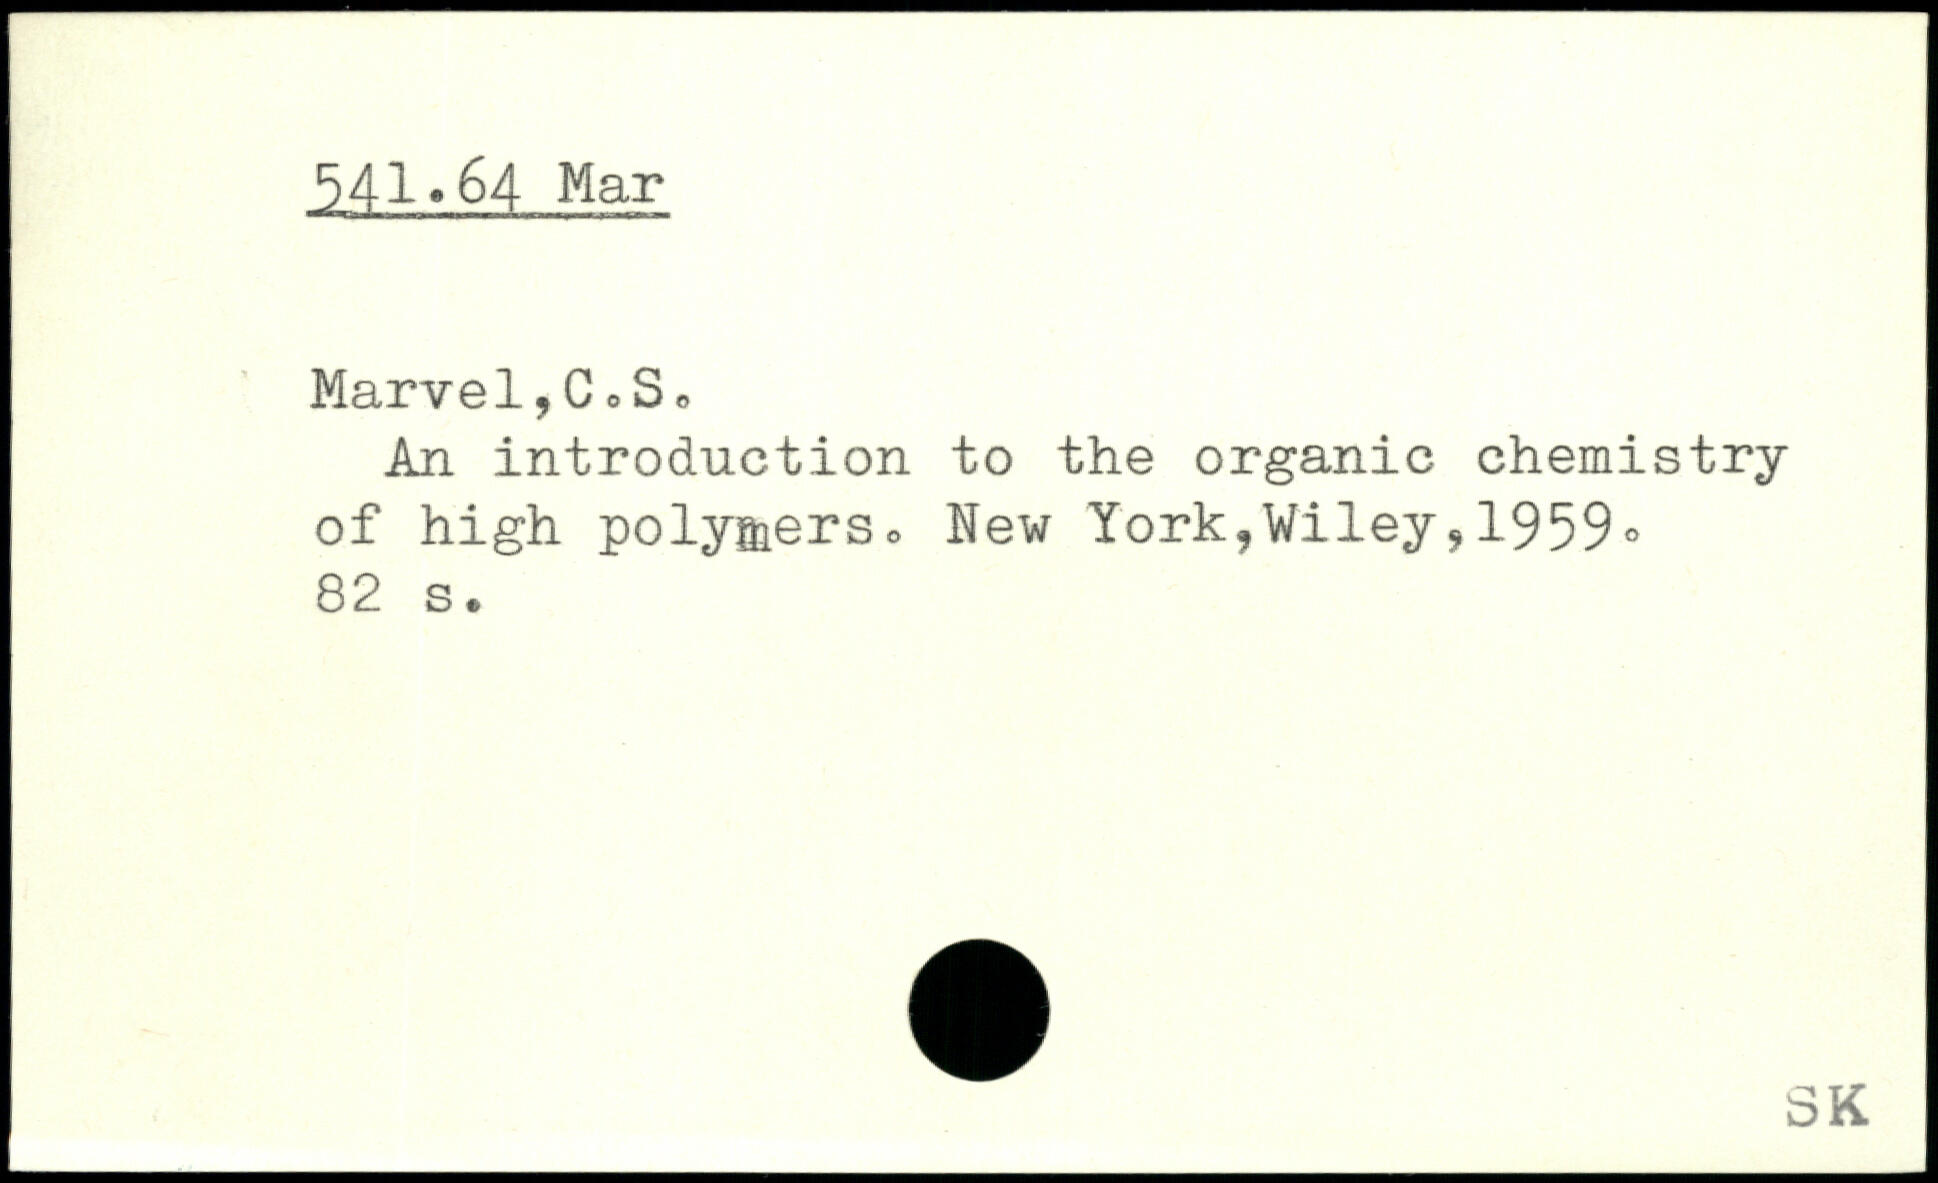 541.64 Mar
Marvel,C.S.
An introduction to the organic chemistry
of high polymers. New York,Wiley,1959.
82 s.
SK